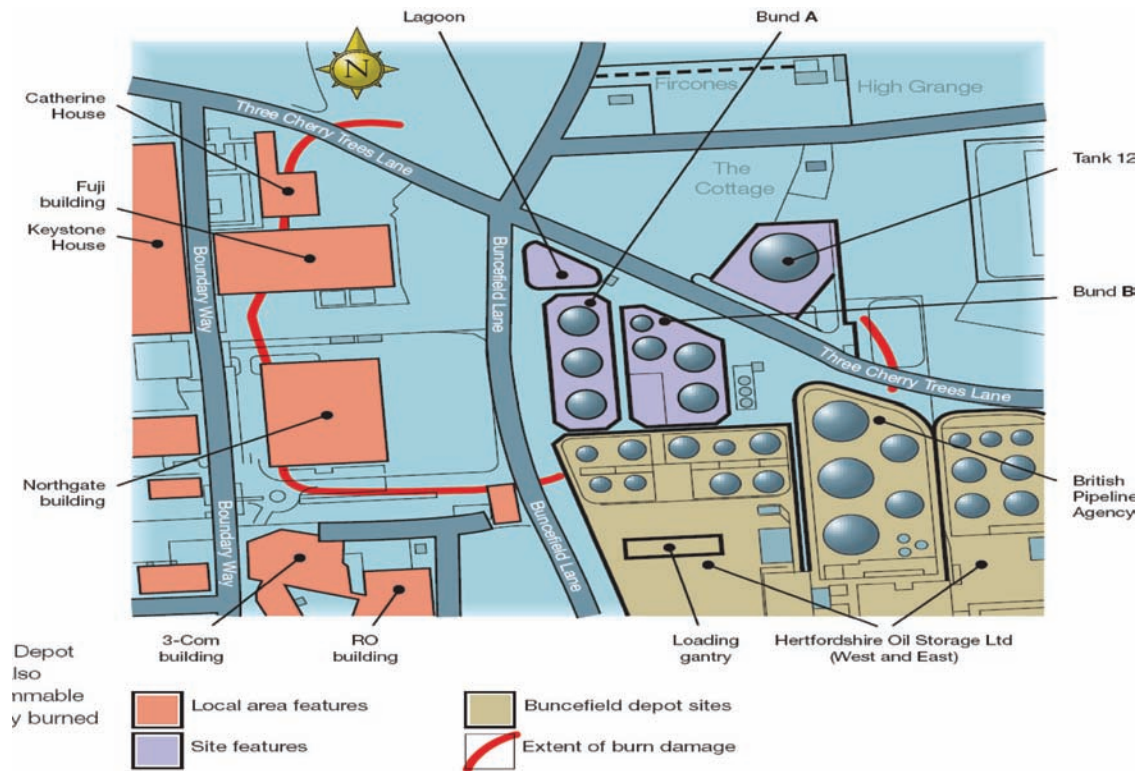 Lagoon
Bund A
N
Catherine
House
Three Cherry Trees Lane
Fircones
High Grange
Tank 12
The
Cottage
Fuji
building
Keystone
House
Boundary Way
Buncefield Lane
Bund B
Three Cherry Trees Lane
Northgate
building
British
Pipeline
Agency
Boundary Way
Buncefield Lane
3-Com
building
RO
building
Loading
gantry
Hertfordshire Oil Storage Ltd
(West and East)
Depot
lso
mmable
y burned
Local area features
Buncefield depot sites
Site features
Extent of burn damage